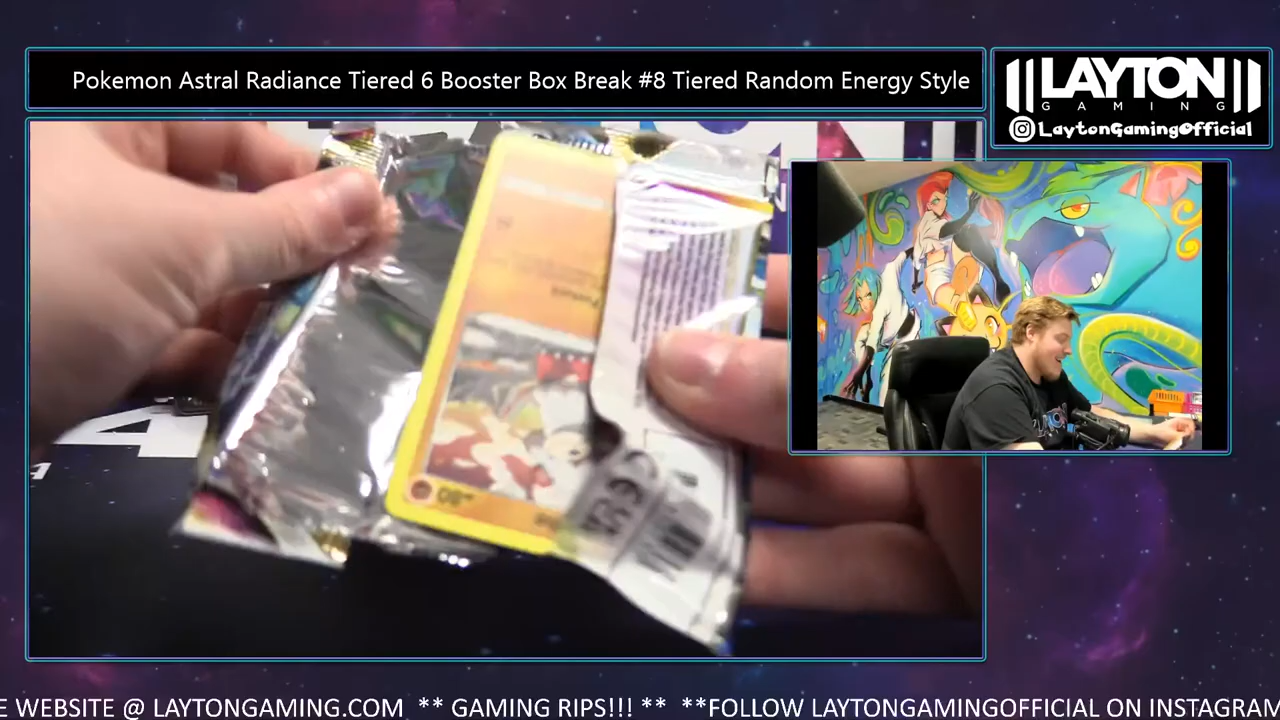 Pokemon Astral Radiance Tiered 6 Booster Box Break #8 Tiered Random Energy Style
LAYTON
GAMING
LaytonGamingOfficial
E WEBSITE @ LAYTONGAMING.COM ** GAMING RIPS!!! ** **FOLLOW LAYTONGAMINGOFFICIAL ON INSTAGRAM